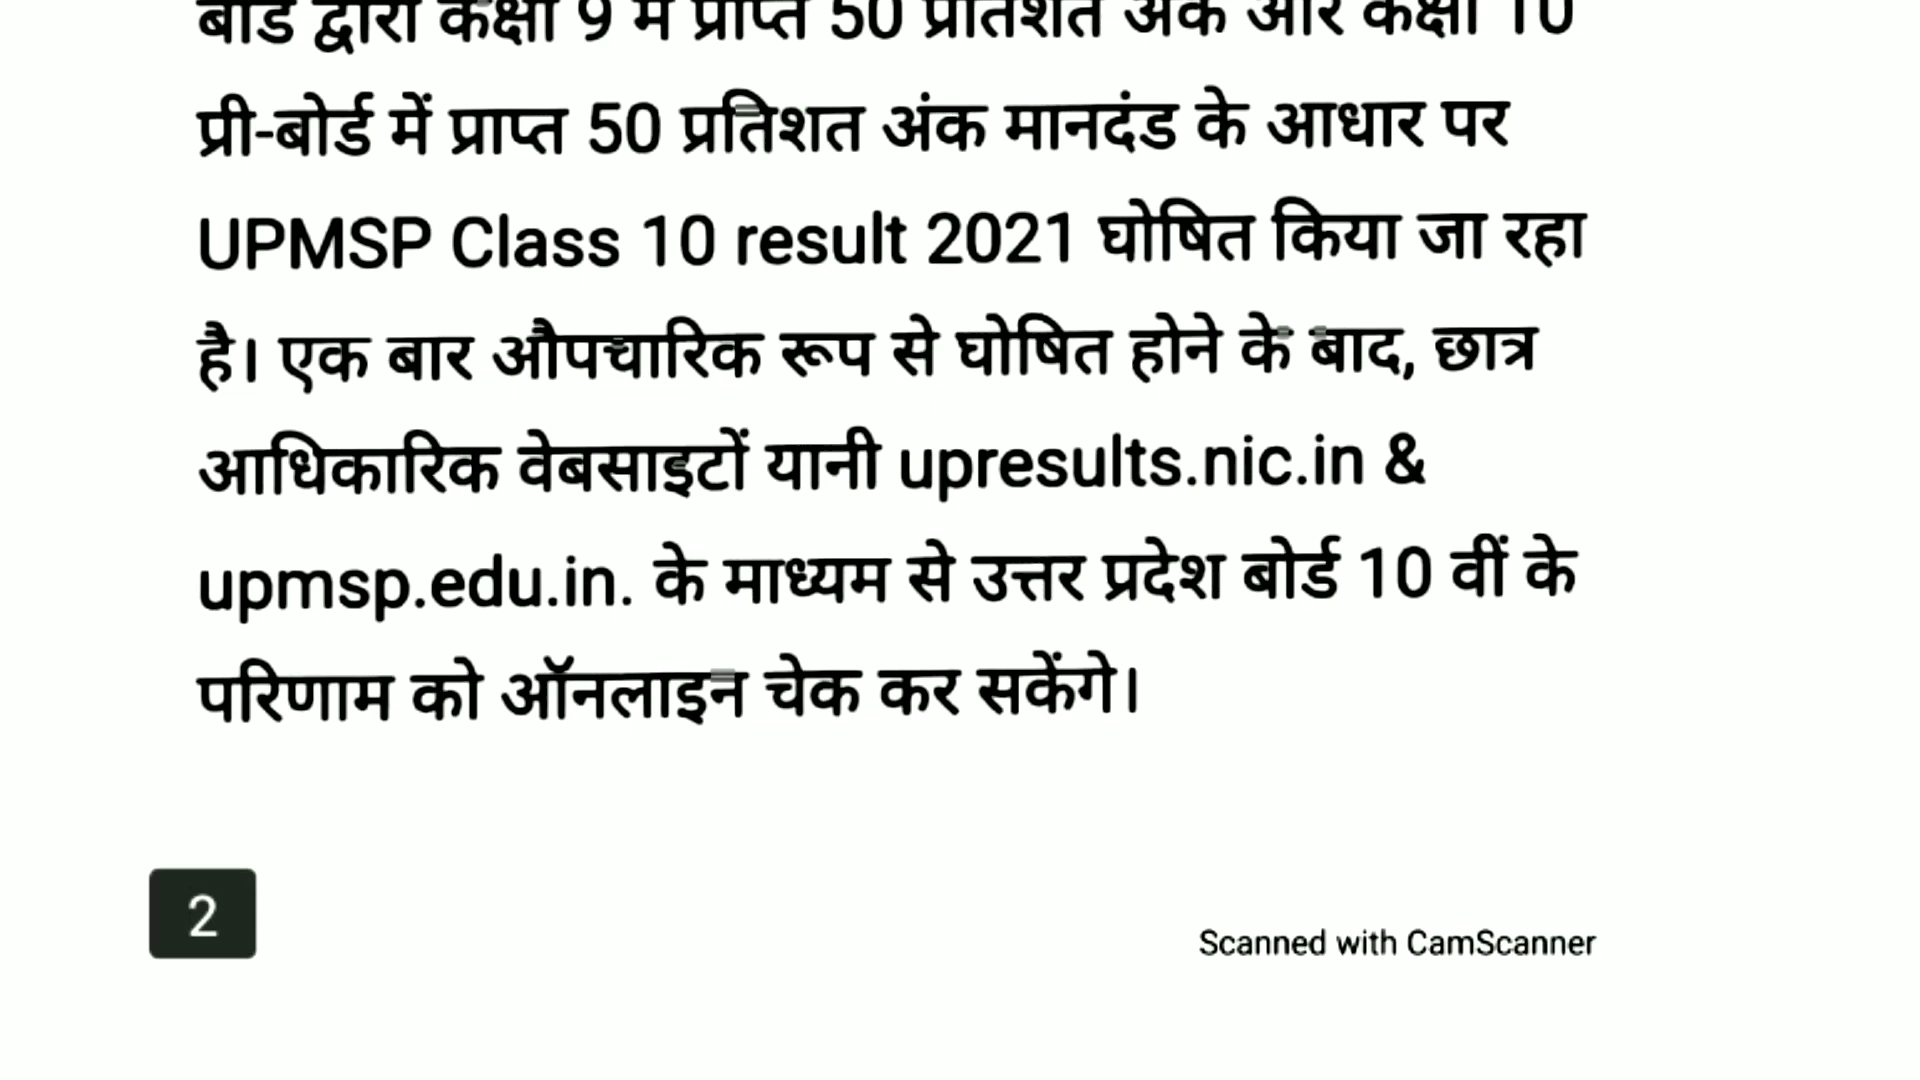 बोर्ड द्वारा कक्षा 9 में प्राप्त 50 प्रतिशत अंक और कक्षा 10
प्री-बोर्ड में प्राप्त 50 प्रतिशत अंक मानदंड के आधार पर
UPMSP Class 10 result 2021 घोषित किया जा रहा
है। एक बार औपचारिक रूप से घोषित होने के बाद, छात्र
आधिकारिक वेबसाइटों यानी upresults.nic.in &
upmsp.edu.in. के माध्यम से उत्तर प्रदेश बोर्ड 10 वीं के
परिणाम को ऑनलाइन चेक कर सकेंगे।
2
Scanned with CamScanner